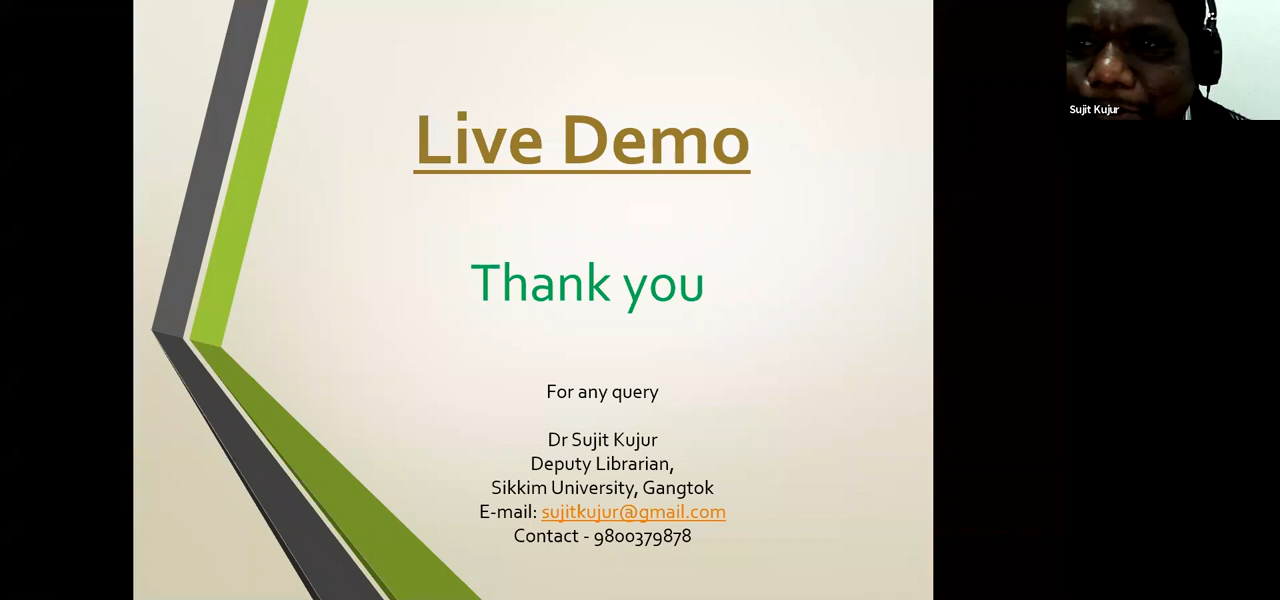 Live Demo
Thank you
For any query
Dr Sujit Kujur
Deputy Librarian,
Sikkim University, Gangtok
E-mail: sujitkujur@gmail.com
Contact - 9800379878
Sujit Kujur